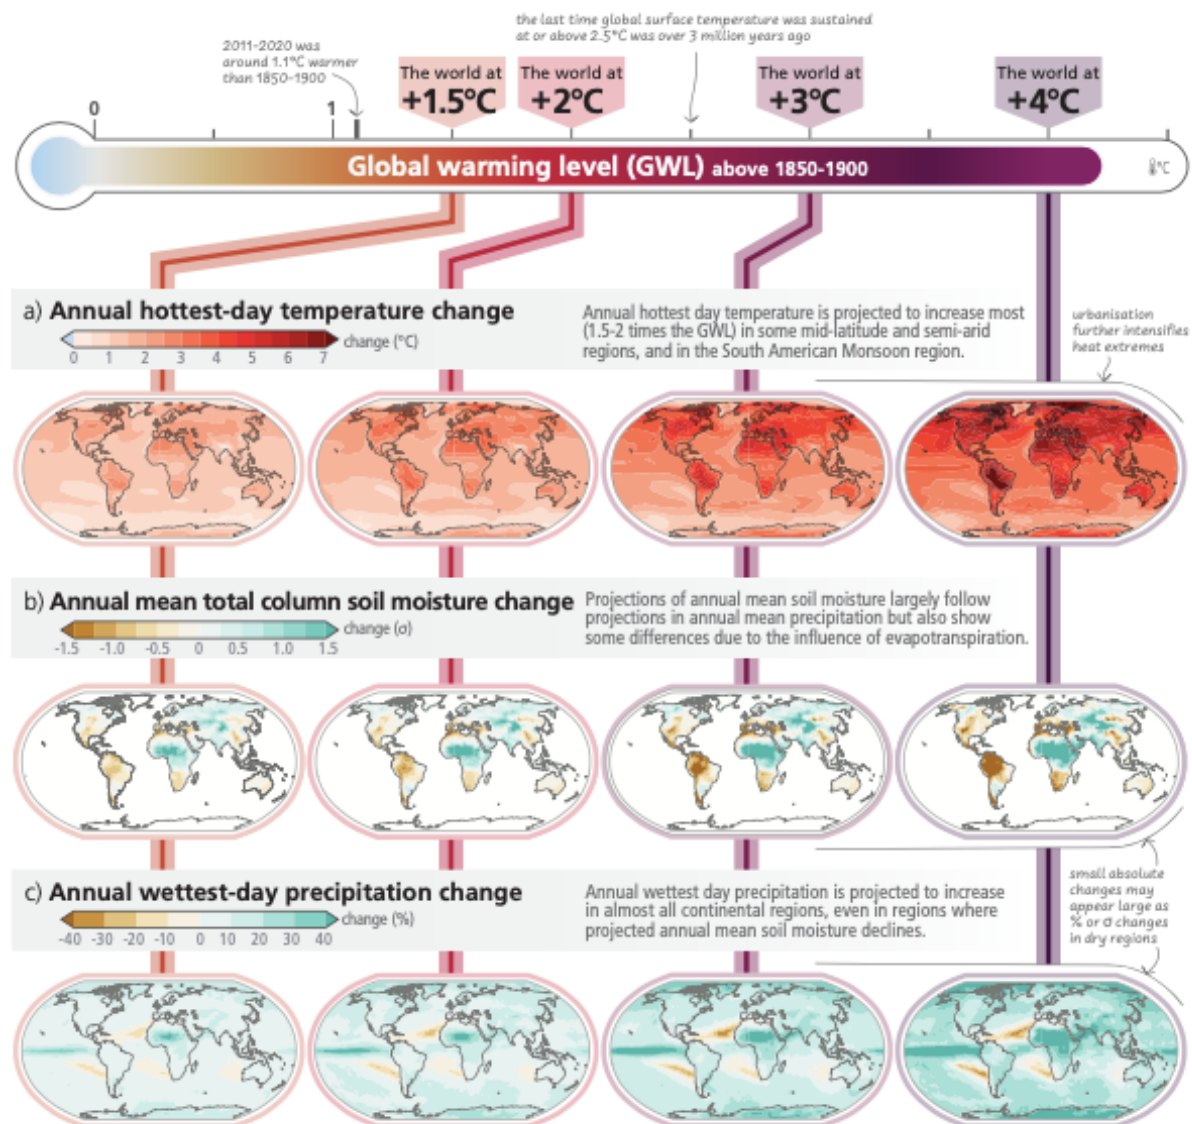 the last time global surface temperature was sustained
at or above 2.5°C was over 3 million years ago
2011-2020 was
around 1.1°C warmer
than 1850-1900
The world at
+1.5°C
The world at
+2°C
The world at
+3°C
The world at
+4°C
0
1
Global warming level (GWL) above 1850-1900
°C
a) Annual hottest-day temperature change
change (°C)
0 1 2 3 4 5 6 7
Annual hottest day temperature is projected to increase most
(1.5-2 times the GWL) in some mid-latitude and semi-arid
regions, and in the South American Monsoon region.
urbanisation
further intensifies
heat extremes
b) Annual mean total column soil moisture change
change (σ)
-1.5 -1.0 -0.5 0 0.5 1.0 1.5
Projections of annual mean soil moisture largely follow
projections in annual mean precipitation but also show
some differences due to the influence of evapotranspiration.
c) Annual wettest-day precipitation change
change (%)
-40 -30 -20 -10 0 10 20 30 40
Annual wettest day precipitation is projected to increase
in almost all continental regions, even in regions where
projected annual mean soil moisture declines.
small absolute
changes may
appear large as
% or σ changes
in dry regions